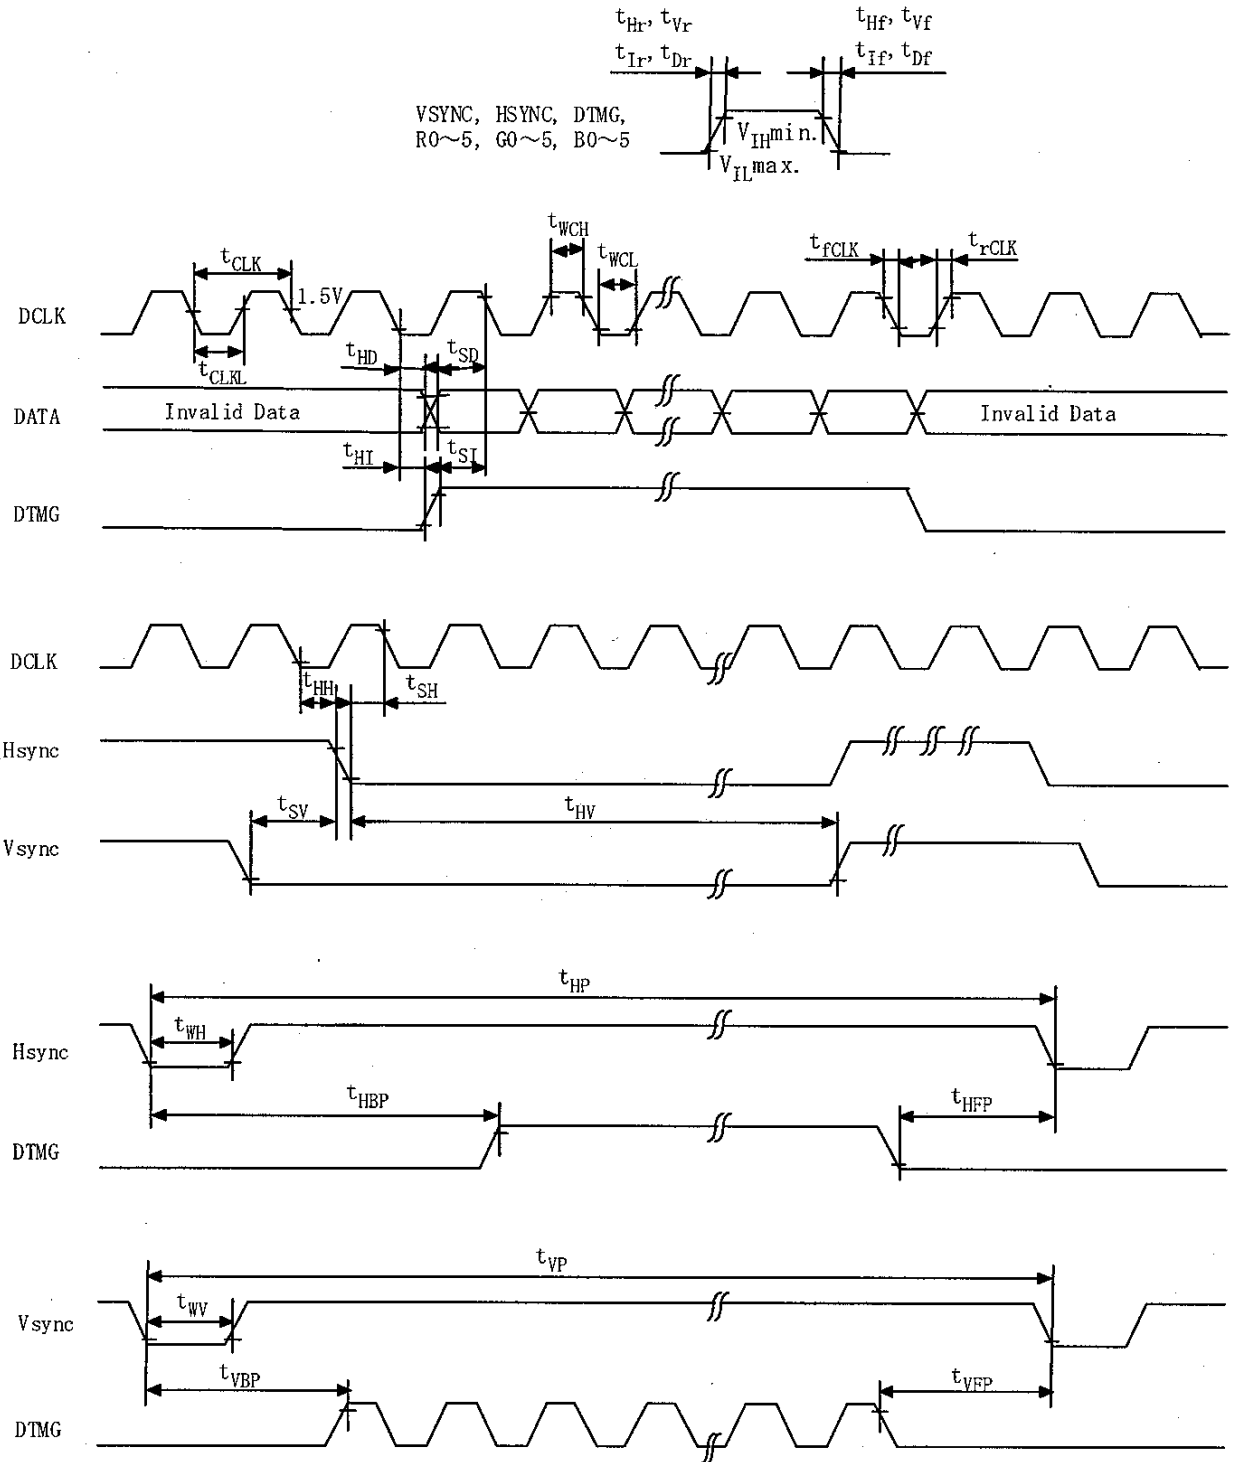 tHr, tVr
tHf, tVf
tIr, tDr
tIf, tDf
VSYNC, HSYNC, DTMG,
R0～5, G0～5, B0～5
VIHmin.
VILmax.
tWCH
tCLK
tWCL
tfCLK
trCLK
1.5V
DCLK
tHD
tSD
tCLKL
DATA
Invalid Data
Invalid Data
tHI
tSI
DTMG
DCLK
tHH
tSH
Hsync
tSV
tHV
Vsync
tHP
tWH
Hsync
tHBP
tHFP
DTMG
tVP
tWV
Vsync
tVBP
tVFP
DTMG